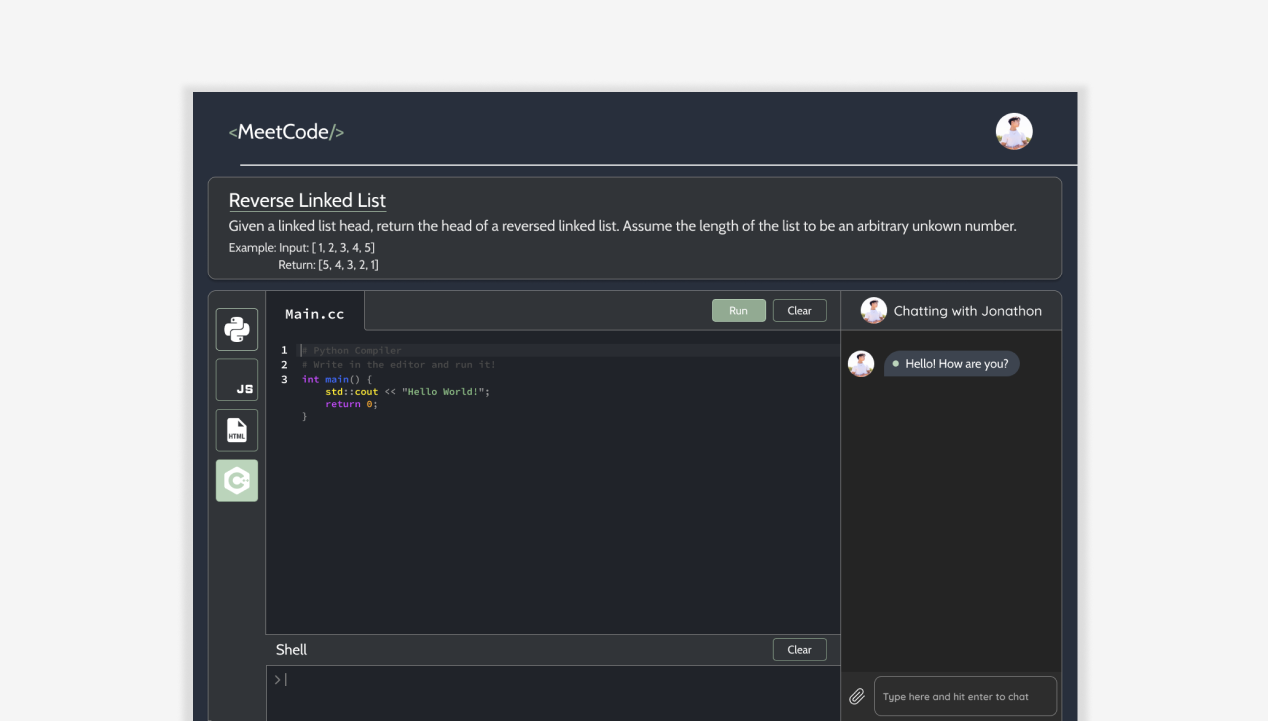 <MeetCode/>
Reverse Linked List
Given a linked list head, return the head of a reversed linked list. Assume the length of the list to be an arbitrary unkown number.
Example: Input: [ 1, 2, 3, 4, 5]
Return: [5, 4, 3, 2, 1]
Main.cc
Run
Clear
Chatting with Jonathon
JS
HTML
1 # Python Compiler
2 # Write in the editor and run it!
3 int main() {
std::cout << "Hello World!";
return 0;
}
Hello! How are you?
Shell
Clear
>
Type here and hit enter to chat